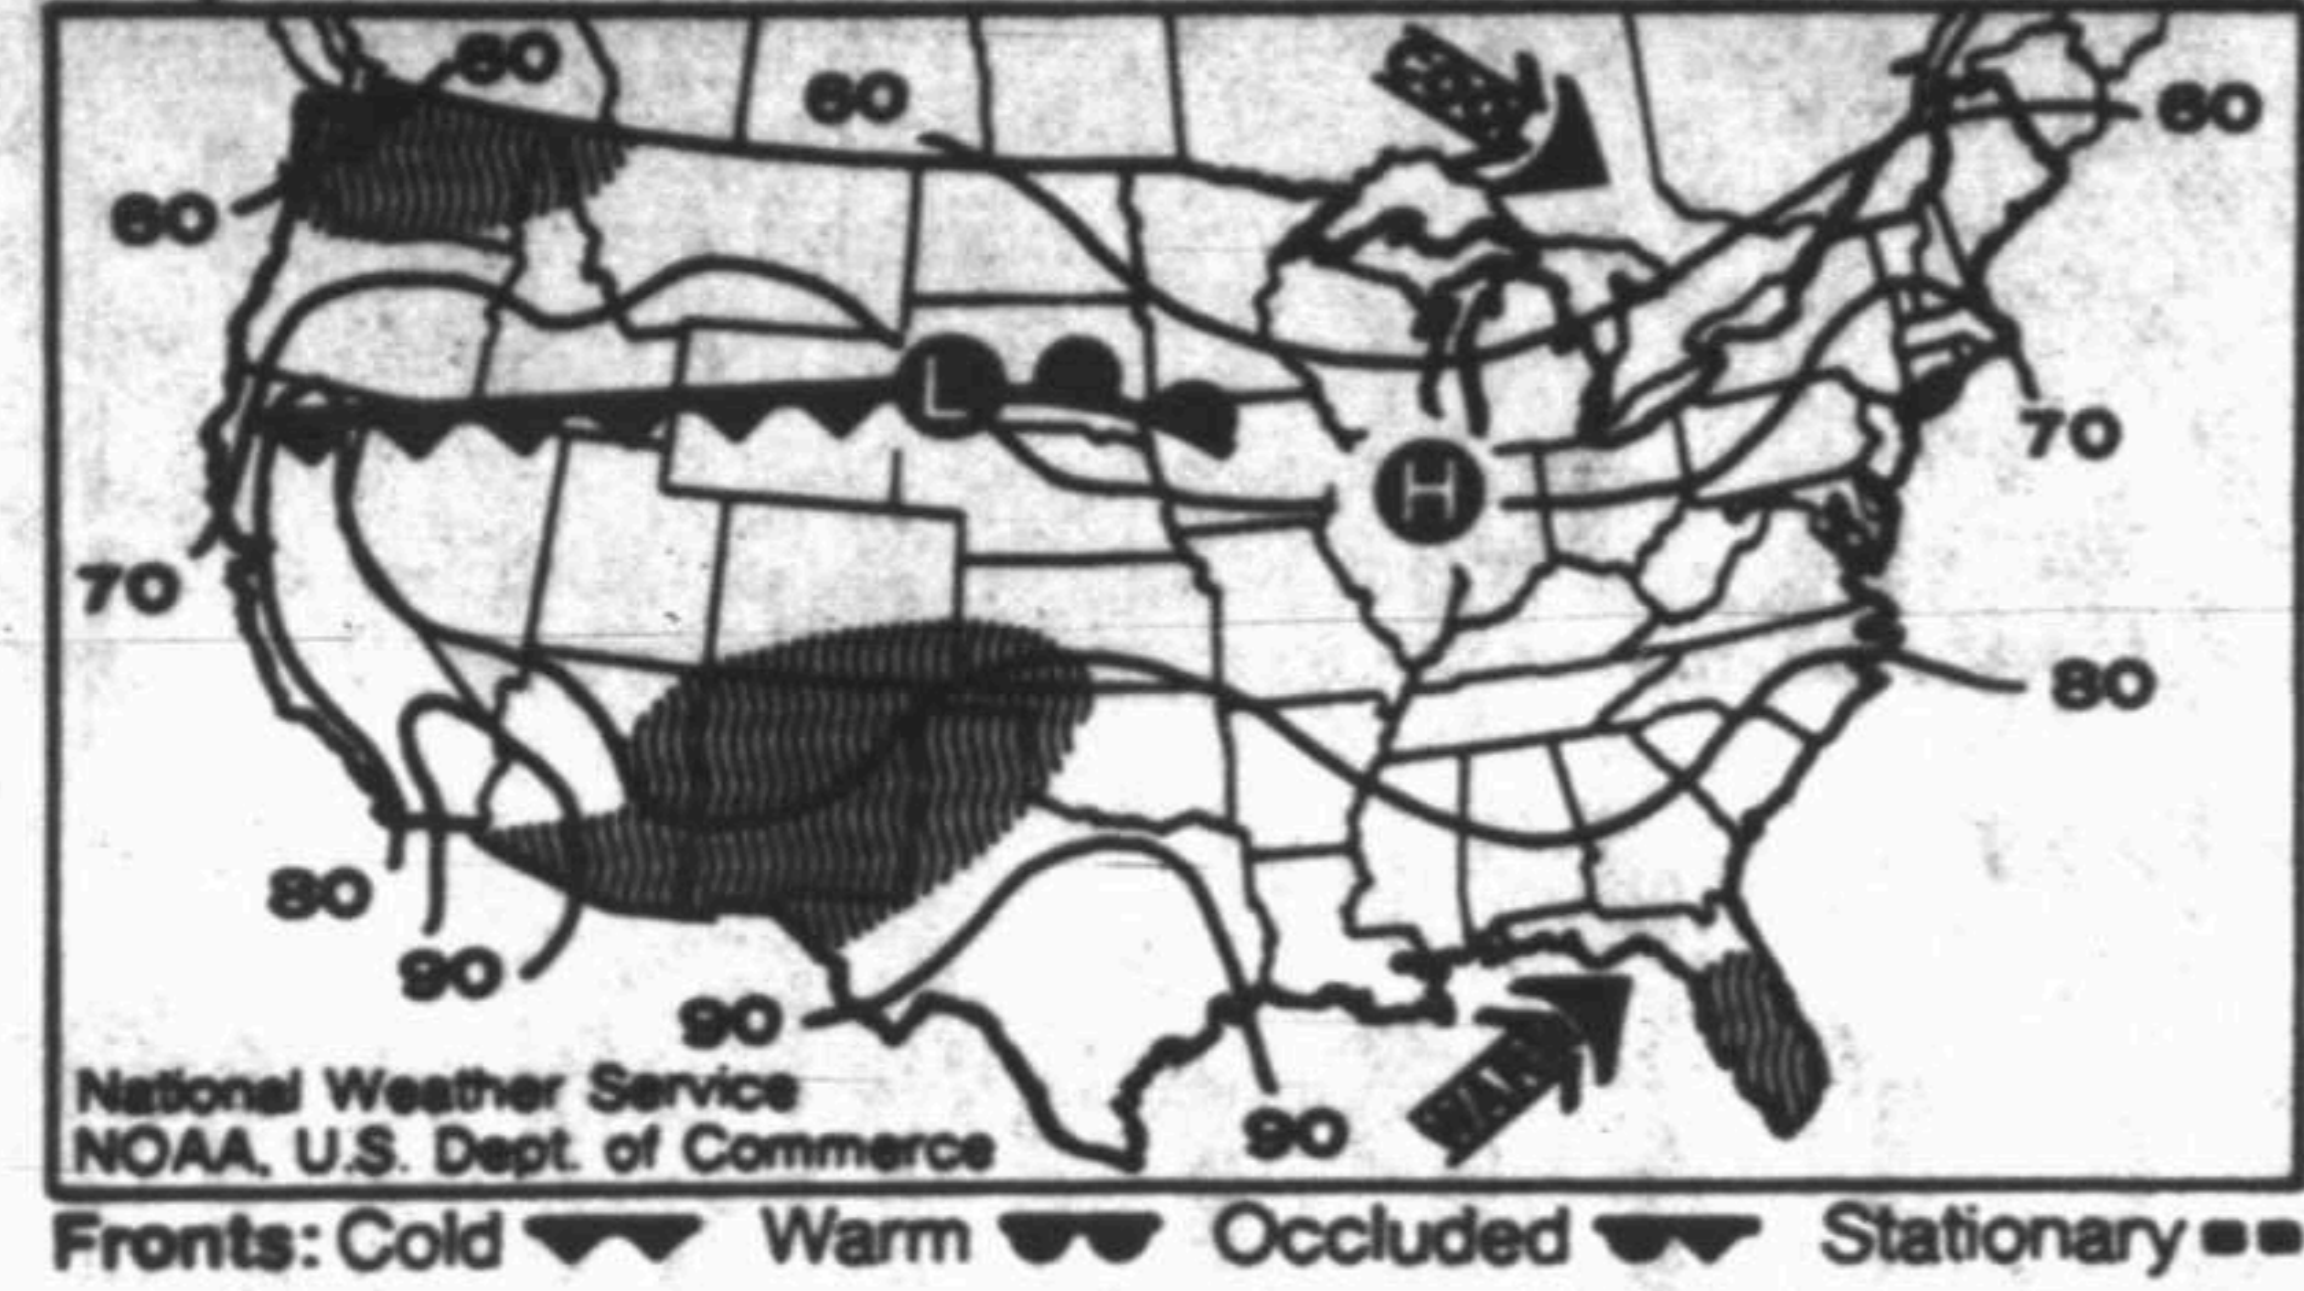 60 60
60
60
L
70
H
70
80
80
90
90
WARM
90
National Weather Service
NOAA, U.S. Dept. of Commerce
Fronts: Cold Warm Occluded Stationary